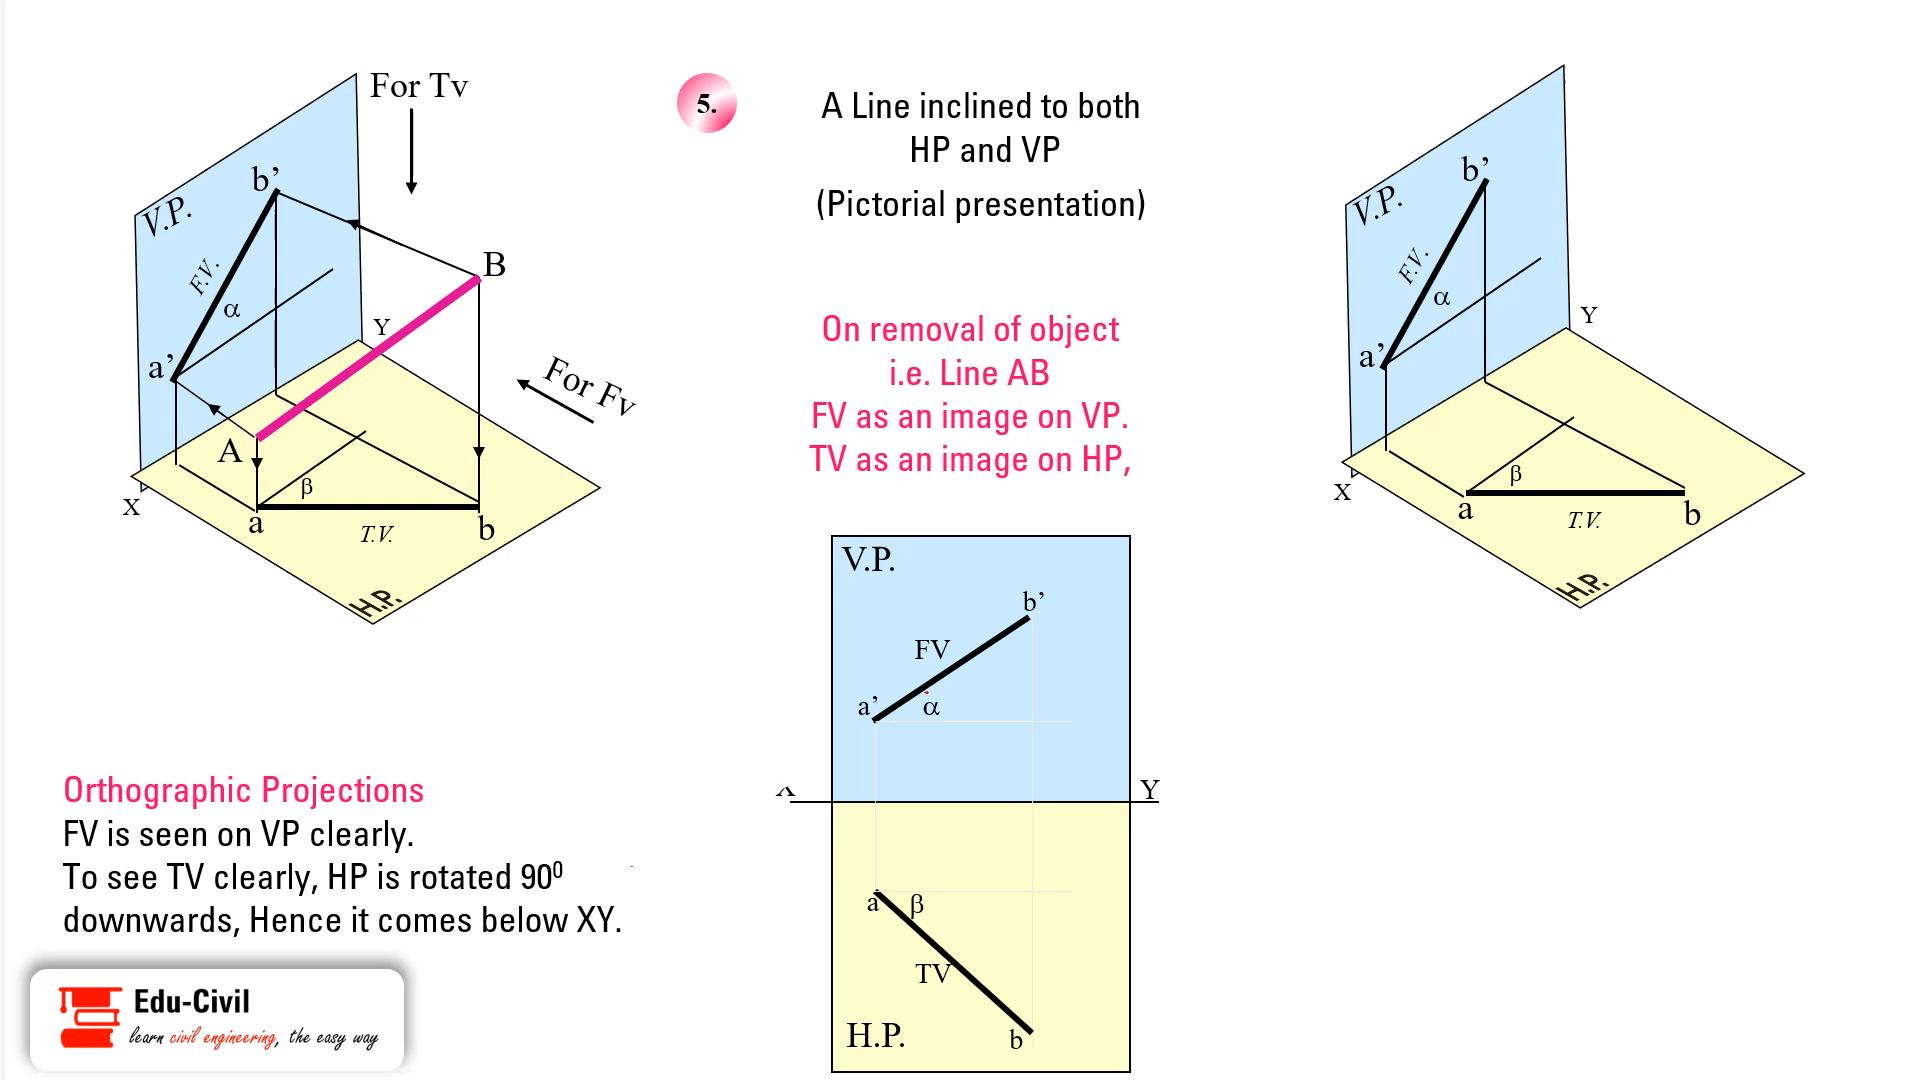 For Tv
V.P.
b’
F.V.
α
a’
B
Y
For Fv
A
X
β
a
T.V.
b
H.P.
5.
A Line inclined to both
HP and VP
(Pictorial presentation)
On removal of object
i.e. Line AB
FV as an image on VP.
TV as an image on HP,
V.P.
b’
FV
a’
α
X
Y
a
β
TV
H.P.
b
V.P.
b’
F.V.
α
a’
Y
X
β
a
T.V.
b
H.P.
Orthographic Projections
FV is seen on VP clearly.
To see TV clearly, HP is rotated 90⁰
downwards, Hence it comes below XY.
Edu-Civil
learn civil engineering, the easy way